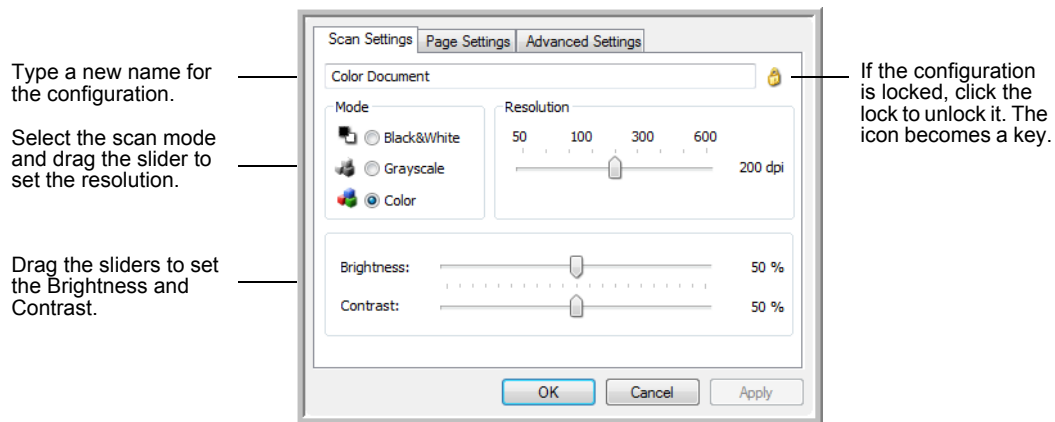 Type a new name for
the configuration.
Select the scan mode
and drag the slider to
set the resolution.
Drag the sliders to set
the Brightness and
Contrast.
Scan Settings Page Settings Advanced Settings
Color Document
Mode
Black&White
Grayscale
Color
Resolution
50 100 300 600
200 dpi
Brightness: 50 %
Contrast: 50 %
OK Cancel Apply
If the configuration
is locked, click the
lock to unlock it. The
icon becomes a key.